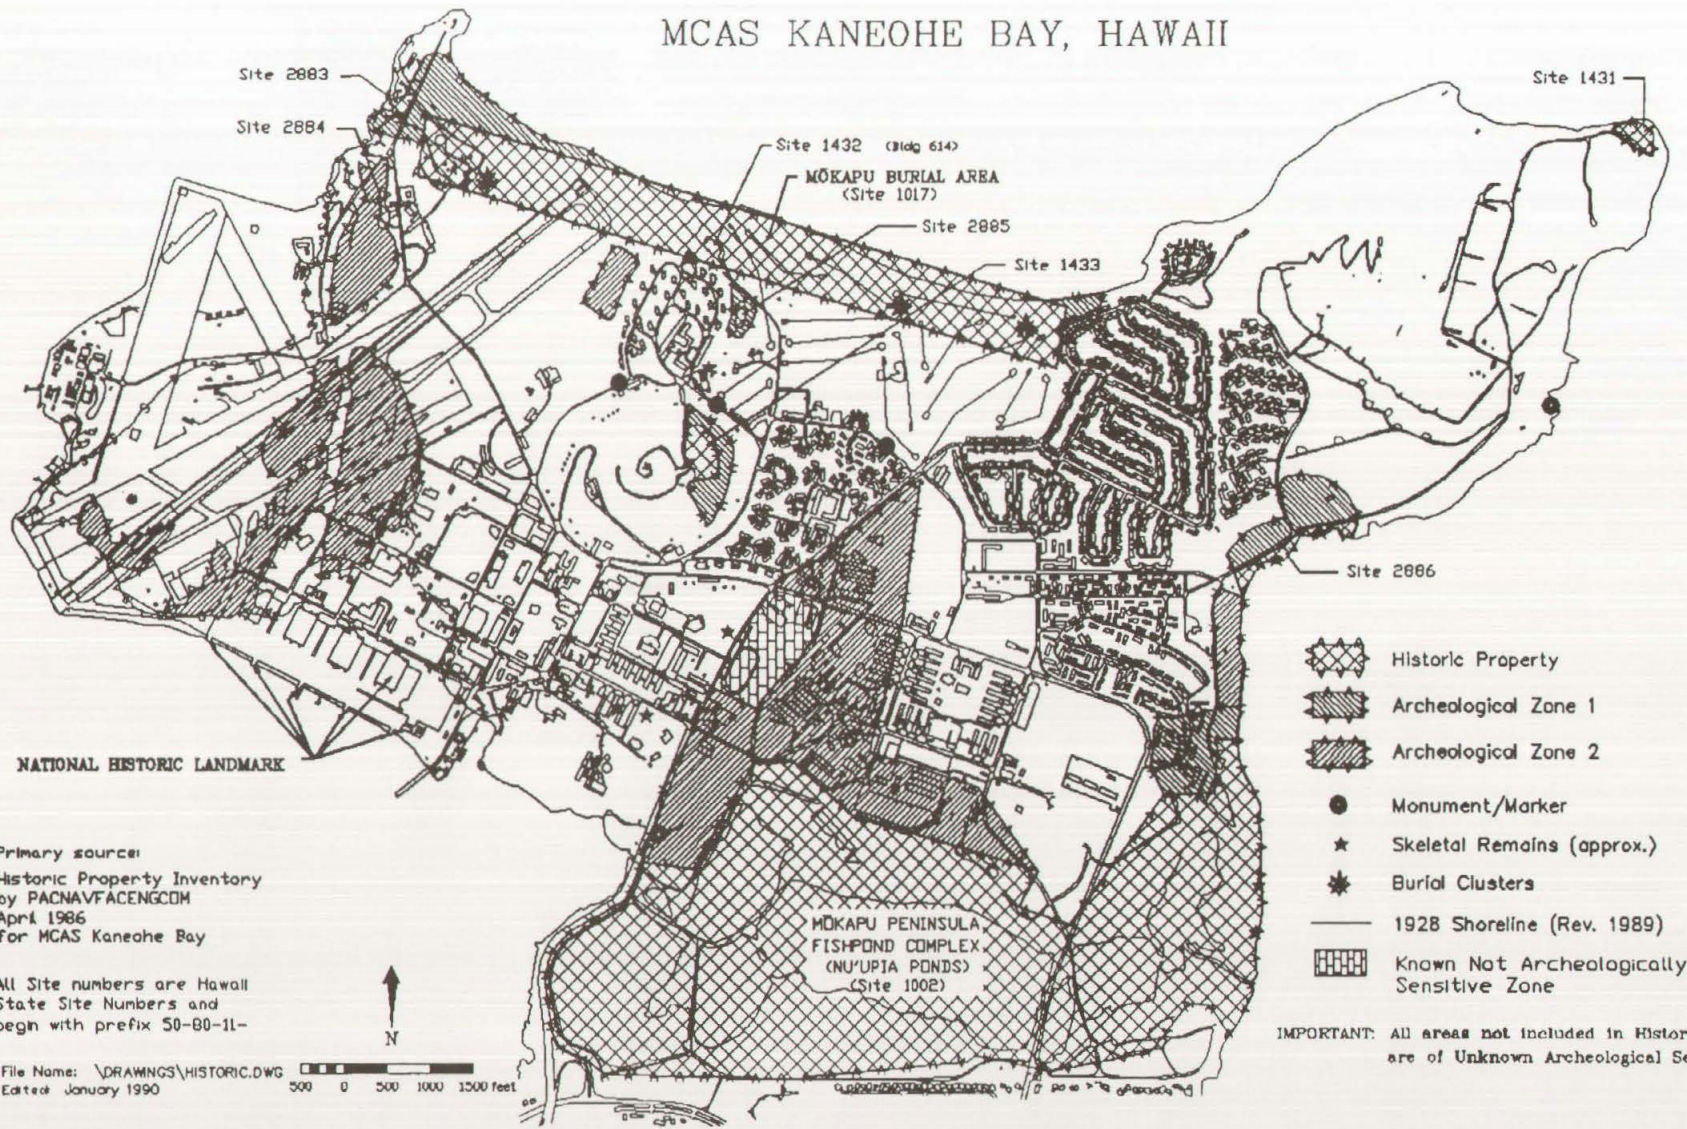 MCAS KANEOHE BAY, HAWAII
Site 2883
Site 1431
Site 2884
Site 1432 (Bldg 614)
MŌKAPU BURIAL AREA
(Site 1017)
Site 2885
Site 1433
Site 2886
NATIONAL HISTORIC LANDMARK
Historic Property
Archeological Zone 1
Archeological Zone 2
Monument/Marker
Skeletal Remains (approx.)
Burial Clusters
1928 Shoreline (Rev. 1989)
Known Not Archeologically
Sensitive Zone
MŌKAPU PENINSULA
FISHPOND COMPLEX
(NU'UPIA PONDS)
(Site 1002)
Primary source:
Historic Property Inventory
by PACNAVFACENGCOM
April 1986
for MCAS Kaneohe Bay
All Site numbers are Hawaii
State Site Numbers and
begin with prefix 50-80-11-
N
File Name: \DRAWINGS\HISTORIC.DWG
Edited January 1990
500 0 500 1000 1500 feet
IMPORTANT: All areas not included in Histor
are of Unknown Archeological Se